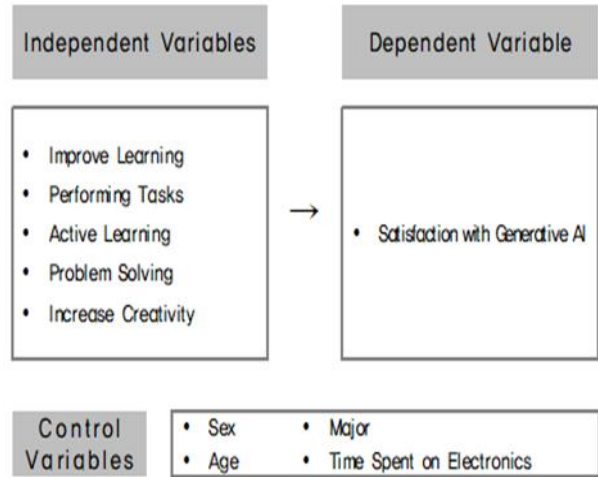 Independent Variables
Dependent Variable
• Improve Learning
• Performing Tasks
• Active Learning
• Problem Solving
• Increase Creativity
→
• Satisfaction with Generative AI
Control
Variables
• Sex • Major
• Age • Time Spent on Electronics